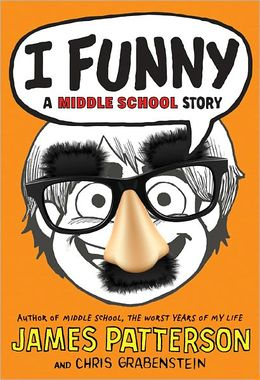 I FUNNY
A MIDDLE SCHOOL STORY
AUTHOR OF MIDDLE SCHOOL, THE WORST YEARS OF MY LIFE
JAMES PATTERSON
AND CHRIS GRABENSTEIN